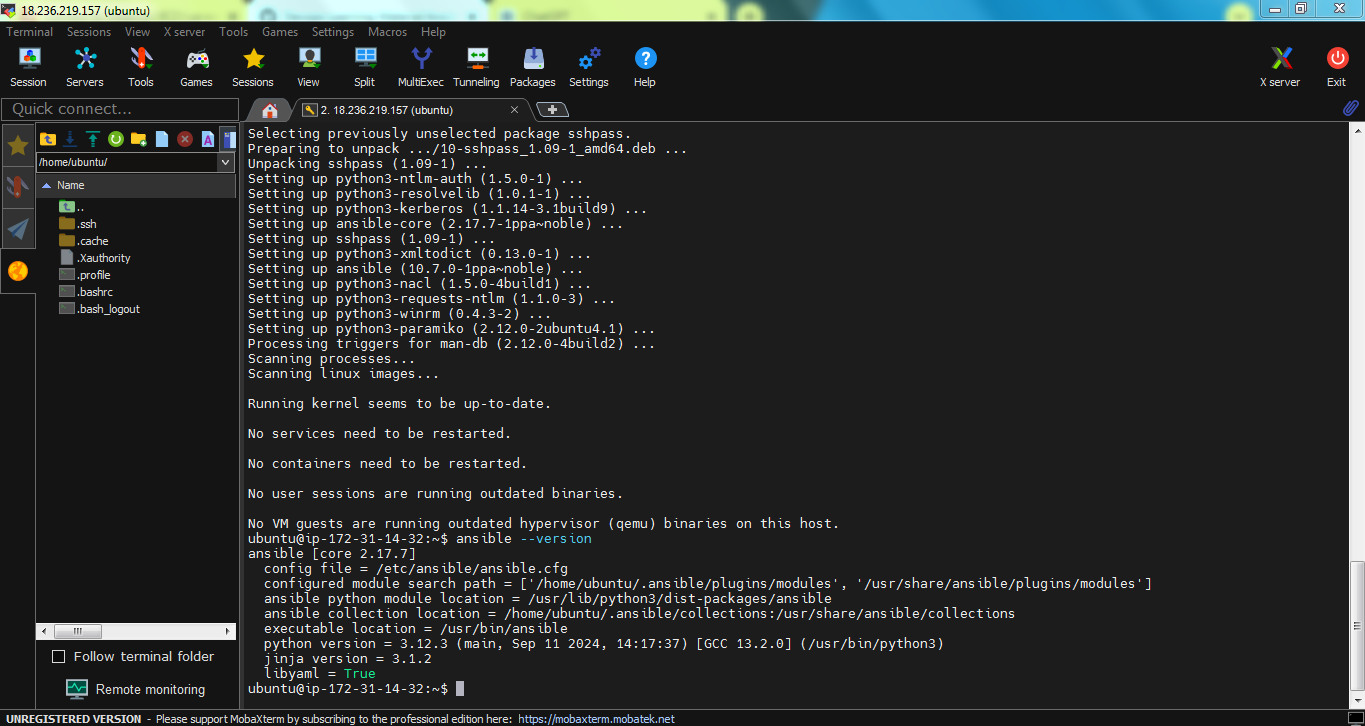 18.236.219.157 (ubuntu)
Terminal Sessions View X server Tools Games Settings Macros Help
Session Servers Tools Games Sessions View Split MultiExec Tunneling Packages Settings Help X server Exit
Quick connect...
2. 18.236.219.157 (ubuntu)
/home/ubuntu/
Name
..
.ssh
.cache
.Xauthority
.profile
.bashrc
.bash_logout
Follow terminal folder
Remote monitoring
Selecting previously unselected package sshpass.
Preparing to unpack .../10-sshpass_1.09-1_amd64.deb ...
Unpacking sshpass (1.09-1) ...
Setting up python3-ntlm-auth (1.5.0-1) ...
Setting up python3-resolvelib (1.0.1-1) ...
Setting up python3-kerberos (1.1.14-3.1build9) ...
Setting up ansible-core (2.17.7-1ppa~noble) ...
Setting up sshpass (1.09-1) ...
Setting up python3-xmltodict (0.13.0-1) ...
Setting up ansible (10.7.0-1ppa~noble) ...
Setting up python3-nacl (1.5.0-4build1) ...
Setting up python3-requests-ntlm (1.1.0-3) ...
Setting up python3-winrm (0.4.3-2) ...
Setting up python3-paramiko (2.12.0-2ubuntu4.1) ...
Processing triggers for man-db (2.12.0-4build2) ...
Scanning processes...
Scanning linux images...
Running kernel seems to be up-to-date.
No services need to be restarted.
No containers need to be restarted.
No user sessions are running outdated binaries.
No VM guests are running outdated hypervisor (qemu) binaries on this host.
ubuntu@ip-172-31-14-32:~$ ansible --version
ansible [core 2.17.7]
config file = /etc/ansible/ansible.cfg
configured module search path = ['/home/ubuntu/.ansible/plugins/modules', '/usr/share/ansible/plugins/modules']
ansible python module location = /usr/lib/python3/dist-packages/ansible
ansible collection location = /home/ubuntu/.ansible/collections:/usr/share/ansible/collections
executable location = /usr/bin/ansible
python version = 3.12.3 (main, Sep 11 2024, 14:17:37) [GCC 13.2.0] (/usr/bin/python3)
jinja version = 3.1.2
libyaml = True
ubuntu@ip-172-31-14-32:~$
UNREGISTERED VERSION - Please support MobaXterm by subscribing to the professional edition here: https://mobaxterm.mobatek.net